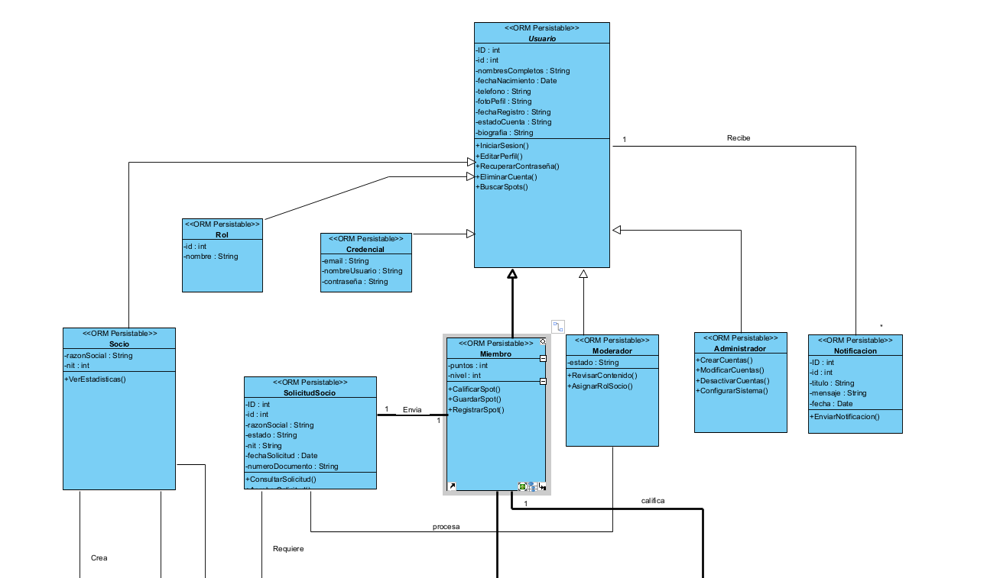 <<ORM Persistable>>
Usuario
-ID : int
-id : int
-nombresCompletos : String
-fechaNacimiento : Date
-telefono : String
-fotoPefil : String
-fechaRegistro : String
-estadoCuenta : String
-biografia : String
+IniciarSesion()
+EditarPerfil()
+RecuperarContraseña()
+EliminarCuenta()
+BuscarSpots()
1
Recibe
<<ORM Persistable>>
Rol
-id : int
-nombre : String
<<ORM Persistable>>
Credencial
-email : String
-nombreUsuario : String
-contraseña : String
<<ORM Persistable>>
Socio
-razonSocial : String
-nit : int
+VerEstadisticas()
<<ORM Persistable>>
SolicitudSocio
-ID : int
-id : int
-razonSocial : String
-estado : String
-nit : String
-fechaSolicitud : Date
-numeroDocumento : String
+ConsultarSolicitud()
1
Envia
1
<<ORM Persistable>>
Miembro
-puntos : int
-nivel : int
+CalificarSpot()
+GuardarSpot()
+RegistrarSpot()
<<ORM Persistable>>
Moderador
-estado : String
+RevisarContenido()
+AsignarRolSocio()
<<ORM Persistable>>
Administrador
+CrearCuentas()
+ModificarCuentas()
+DesactivarCuentas()
+ConfigurarSistema()
*
<<ORM Persistable>>
Notificacion
-ID : int
-id : int
-titulo : String
-mensaje : String
-fecha : Date
+EnviarNotificacion()
1
califica
procesa
Requiere
Crea